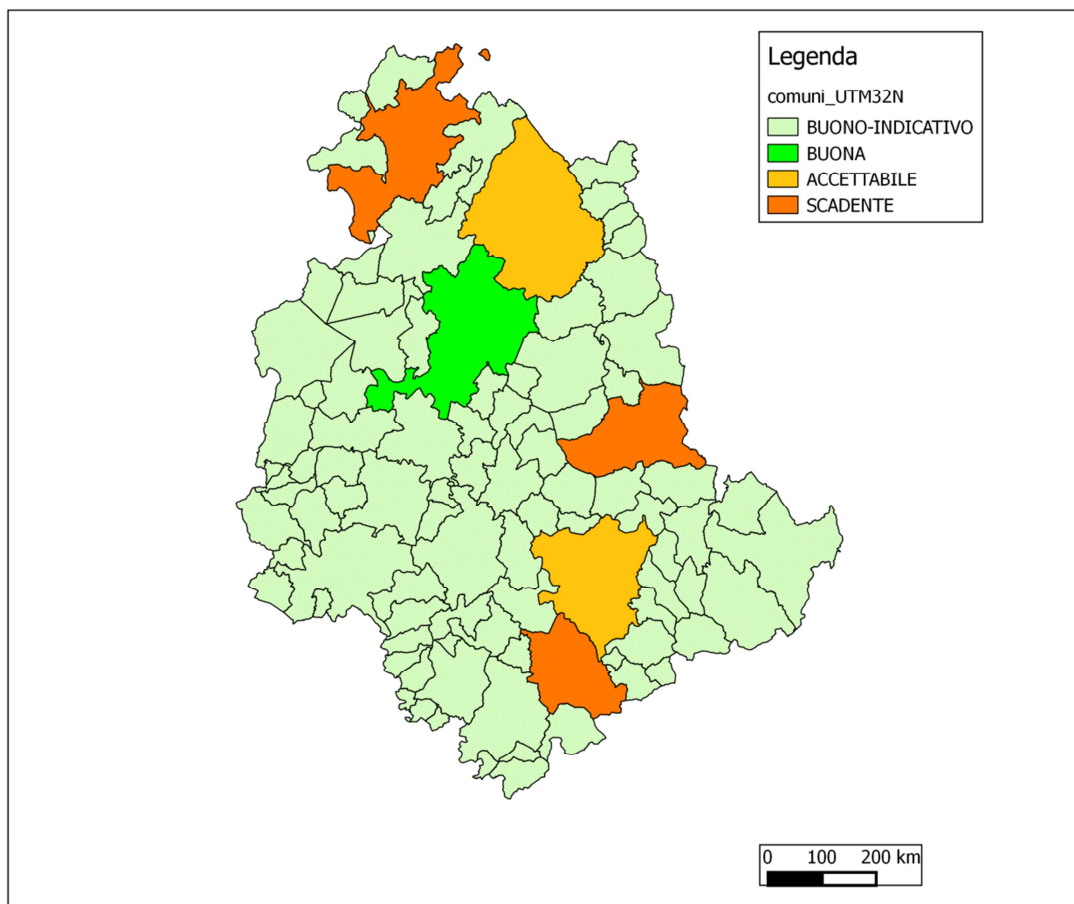 Legenda
comuni_UTM32N
BUONO-INDICATIVO
BUONA
ACCETTABILE
SCADENTE
0 100 200 km